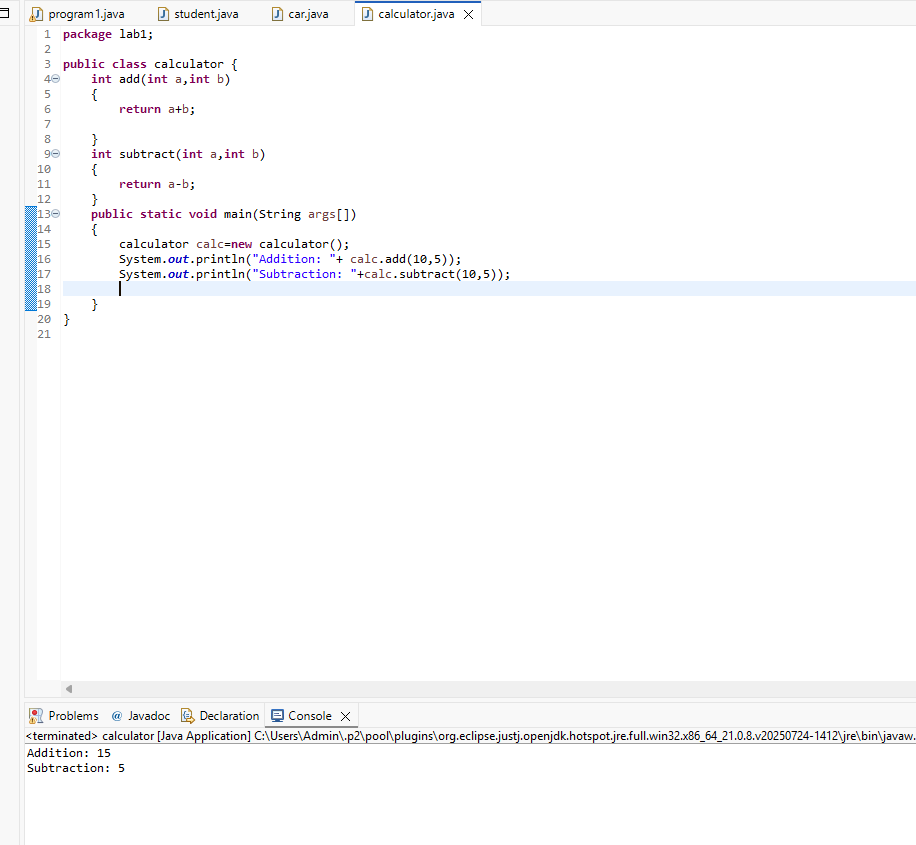 program1.java student.java car.java calculator.java
1 package lab1;
2
3 public class calculator {
4 int add(int a,int b)
5 {
6 return a+b;
7
8 }
9 int subtract(int a,int b)
10 {
11 return a-b;
12 }
13 public static void main(String args[])
14 {
15 calculator calc=new calculator();
16 System.out.println("Addition: "+ calc.add(10,5));
17 System.out.println("Subtraction: "+calc.subtract(10,5));
18
19 }
20 }
21
Problems @ Javadoc Declaration Console
<terminated> calculator [Java Application] C:\Users\Admin\.p2\pool\plugins\org.eclipse.justj.openjdk.hotspot.jre.full.win32.x86_64_21.0.8.v20250724-1412\jre\bin\javaw.
Addition: 15
Subtraction: 5